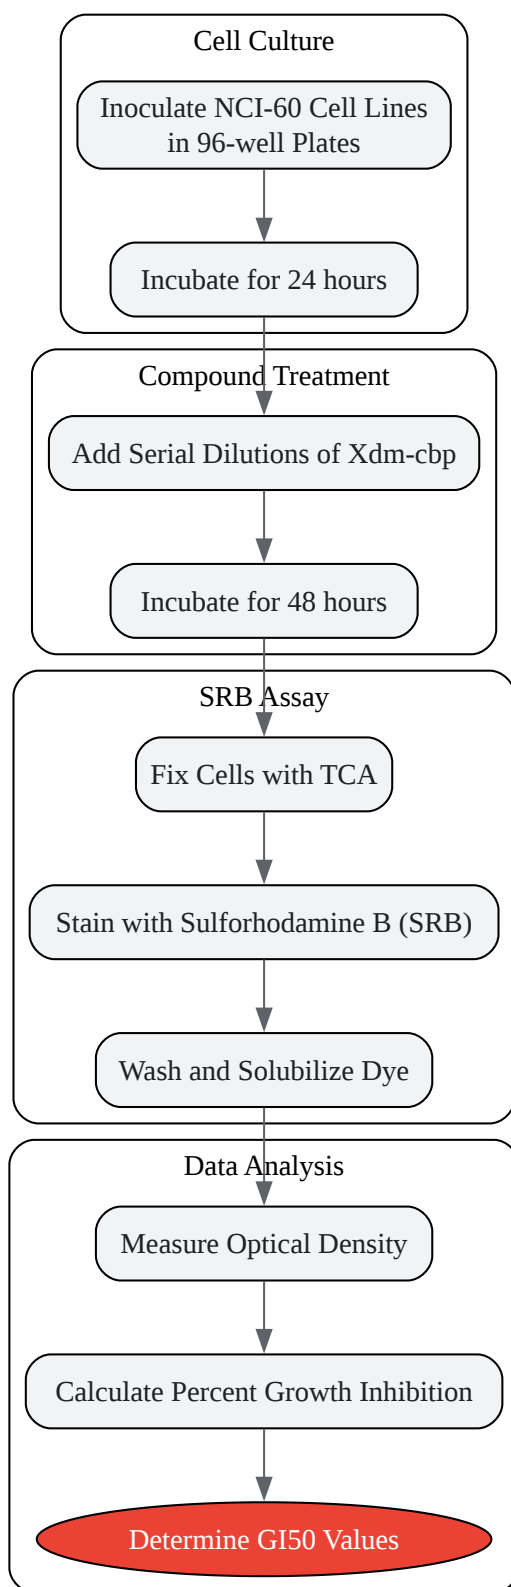 Cell Culture
Inoculate NCI-60 Cell Lines
in 96-well Plates
Incubate for 24 hours
Compound Treatment
Add Serial Dilutions of Xdm-cbp
Incubate for 48 hours
SRB Assay
Fix Cells with TCA
Stain with Sulforhodamine B (SRB)
Wash and Solubilize Dye
Data Analysis
Measure Optical Density
Calculate Percent Growth Inhibition
Determine GI50 Values